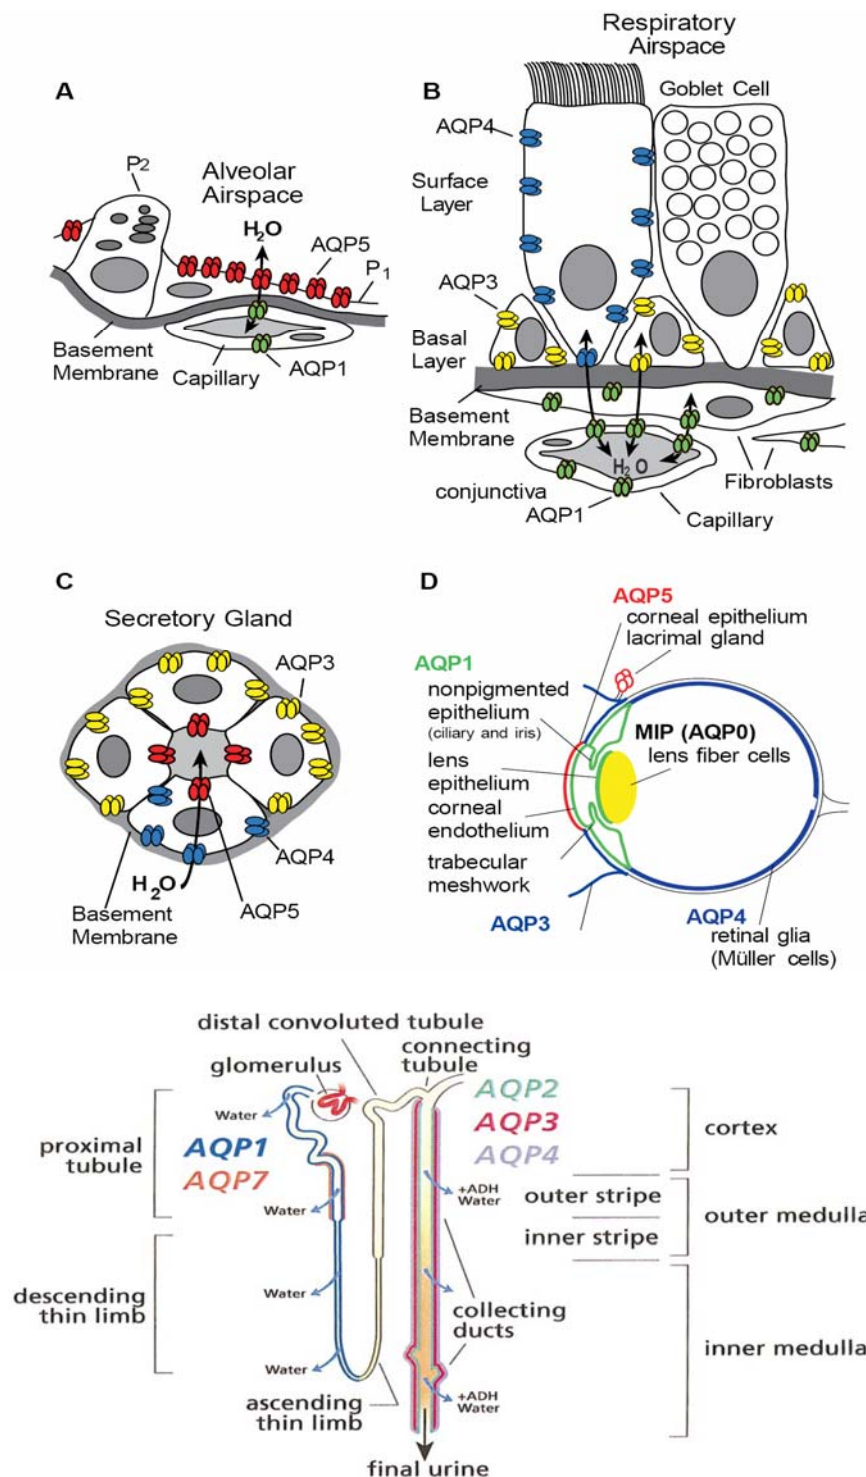 A
P2
Alveolar
Airspace
H2O
AQP5
P1
Basement
Membrane
Capillary
AQP1
B
Respiratory
Airspace
Goblet Cell
AQP4
Surface
Layer
AQP3
Basal
Layer
Basement
Membrane
H2O
Fibroblasts
conjunctiva
AQP1
Capillary
C
Secretory Gland
AQP3
AQP4
H2O
AQP5
Basement
Membrane
D
AQP5
corneal epithelium
lacrimal gland
AQP1
nonpigmented
epithelium
(ciliary and iris)
MIP (AQP0)
lens fiber cells
lens
epithelium
corneal
endothelium
trabecular
meshwork
AQP3
AQP4
retinal glia
(Müller cells)
distal convoluted tubule
glomerulus
connecting
tubule
Water
proximal
tubule
AQP1
AQP7
AQP2
AQP3
AQP4
cortex
Water
+ADH
Water
outer stripe
inner stripe
outer medulla
descending
thin limb
Water
collecting
ducts
inner medulla
Water
ascending
thin limb
+ADH
Water
final urine